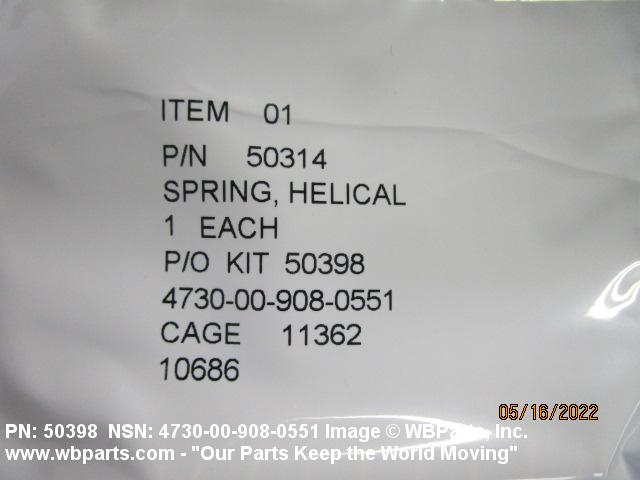 ITEM 01
P/N 50314
SPRING, HELICAL
1 EACH
P/O KIT 50398
4730-00-908-0551
CAGE 11362
10686
05/16/2022
PN: 50398 NSN: 4730-00-908-0551 Image © WBParts, Inc.
www.wbparts.com - "Our Parts Keep the World Moving"